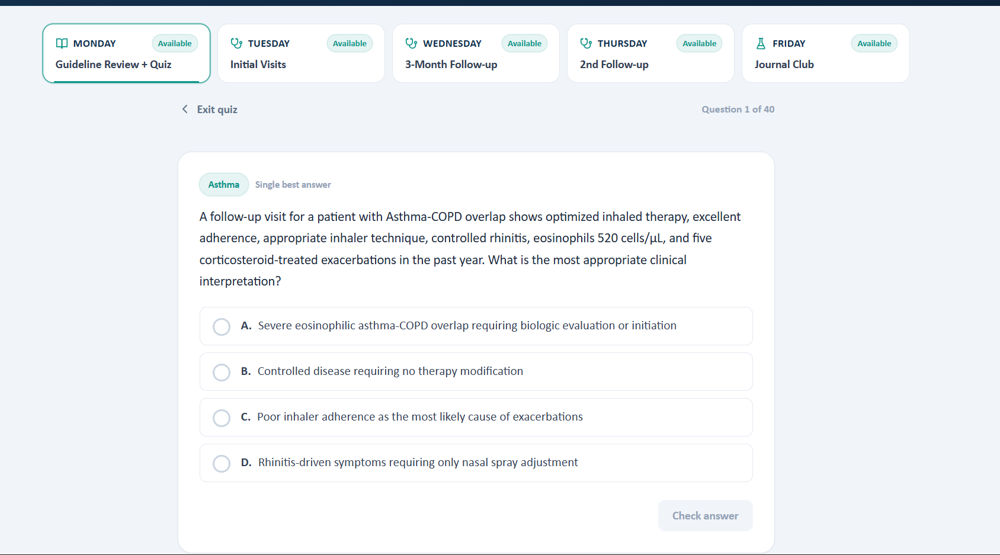 MONDAY
Available
Guideline Review + Quiz
TUESDAY
Available
Initial Visits
WEDNESDAY
Available
3-Month Follow-up
THURSDAY
Available
2nd Follow-up
FRIDAY
Available
Journal Club
Exit quiz
Question 1 of 40
Asthma
Single best answer
A follow-up visit for a patient with Asthma-COPD overlap shows optimized inhaled therapy, excellent
adherence, appropriate inhaler technique, controlled rhinitis, eosinophils 520 cells/μL, and five
corticosteroid-treated exacerbations in the past year. What is the most appropriate clinical
interpretation?
A. Severe eosinophilic asthma-COPD overlap requiring biologic evaluation or initiation
B. Controlled disease requiring no therapy modification
C. Poor inhaler adherence as the most likely cause of exacerbations
D. Rhinitis-driven symptoms requiring only nasal spray adjustment
Check answer